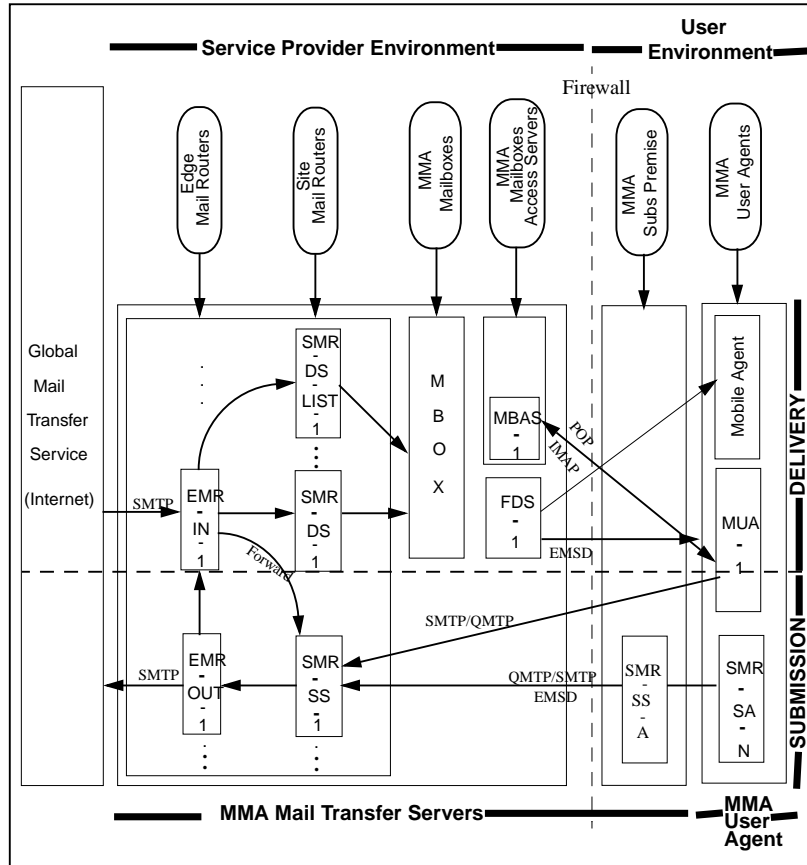 Service Provider Environment
User
Environment
Firewall
Edge
Mail Routers
Site
Mail Routers
MMA
Mailboxes
MMA
Mailboxes
Access Servers
MMA
Subs Premise
MMA
User Agents
Global
Mail
Transfer
Service
(Internet)
SMTP
EMR
-
IN
-
1
SMR
-
DS
-
LIST
-
1
SMR
-
DS
-
1
Forward
M
B
O
X
MBAS
-
1
FDS
-
1
POP
IMAP
EMSD
Mobile Agent
MUA
-
1
DELIVERY
SMTP/QMTP
SMTP
EMR
-
OUT
-
1
SMR
-
SS
-
1
QMTP/SMTP
EMSD
SMR
-
SS
-
A
SMR
-
SA
-
N
SUBMISSION
MMA Mail Transfer Servers
MMA
User
Agent